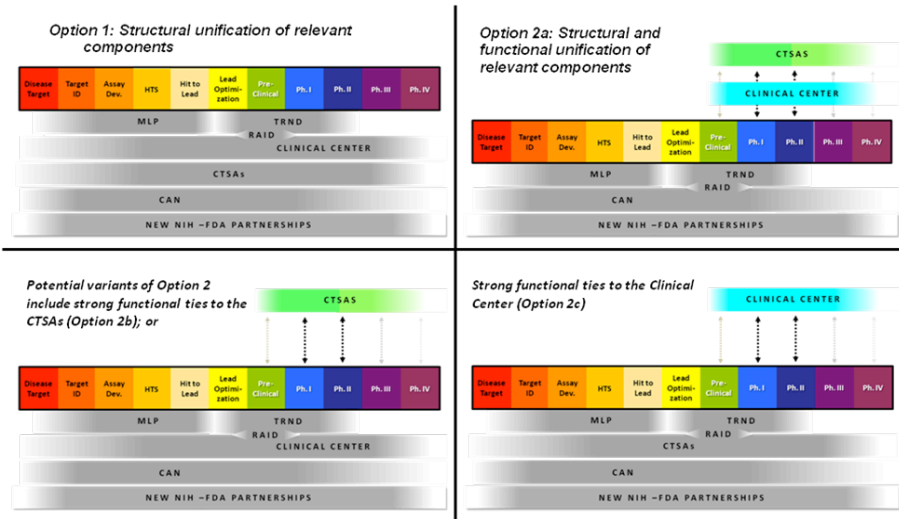 Option 1: Structural unification of relevant
components
Disease Target
Target ID
Assay Dev.
HTS
Hit to Lead
Lead Optimi-zation
Pre-Clinical
Ph. I
Ph. II
Ph. III
Ph. IV
MLP
TRND
RAID
CLINICAL CENTER
CTSAs
CAN
NEW NIH –FDA PARTNERSHIPS
Option 2a: Structural and
functional unification of
relevant components
CTSAS
CLINICAL CENTER
Disease Target
Target ID
Assay Dev.
HTS
Hit to Lead
Lead Optimi-zation
Pre-Clinical
Ph. I
Ph. II
Ph. III
Ph. IV
MLP
TRND
RAID
CAN
NEW NIH –FDA PARTNERSHIPS
Potential variants of Option 2
include strong functional ties to the
CTSAs (Option 2b); or
CTSAS
Disease Target
Target ID
Assay Dev.
HTS
Hit to Lead
Lead Optimi-zation
Pre-Clinical
Ph. I
Ph. II
Ph. III
Ph. IV
MLP
TRND
RAID
CLINICAL CENTER
CAN
NEW NIH –FDA PARTNERSHIPS
Strong functional ties to the Clinical
Center (Option 2c)
CLINICAL CENTER
Disease Target
Target ID
Assay Dev.
HTS
Hit to Lead
Lead Optimi-zation
Pre-Clinical
Ph. I
Ph. II
Ph. III
Ph. IV
MLP
TRND
RAID
CTSAs
CAN
NEW NIH –FDA PARTNERSHIPS